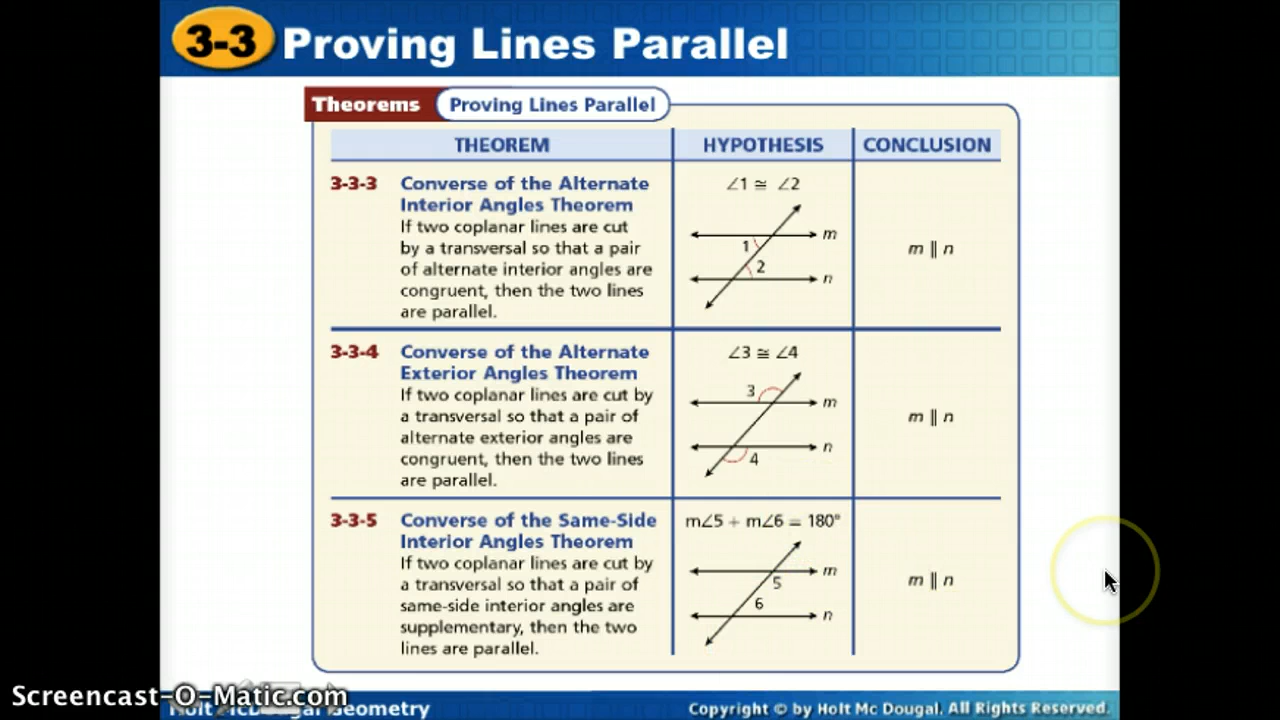 3-3 Proving Lines Parallel
Theorems Proving Lines Parallel
THEOREM HYPOTHESIS CONCLUSION
3-3-3 Converse of the Alternate
Interior Angles Theorem
If two coplanar lines are cut
by a transversal so that a pair
of alternate interior angles are
congruent, then the two lines
are parallel.
∠1 ≅ ∠2
m
1
2
n
m ∥ n
3-3-4 Converse of the Alternate
Exterior Angles Theorem
If two coplanar lines are cut by
a transversal so that a pair of
alternate exterior angles are
congruent, then the two lines
are parallel.
∠3 ≅ ∠4
3
m
n
4
m ∥ n
3-3-5 Converse of the Same-Side
Interior Angles Theorem
If two coplanar lines are cut by
a transversal so that a pair of
same-side interior angles are
supplementary, then the two
lines are parallel.
m∠5 + m∠6 = 180°
m
5
6
n
m ∥ n
Screencast-O-Matic.com
Holt McDougal Geometry
Copyright © by Holt Mc Dougal. All Rights Reserved.